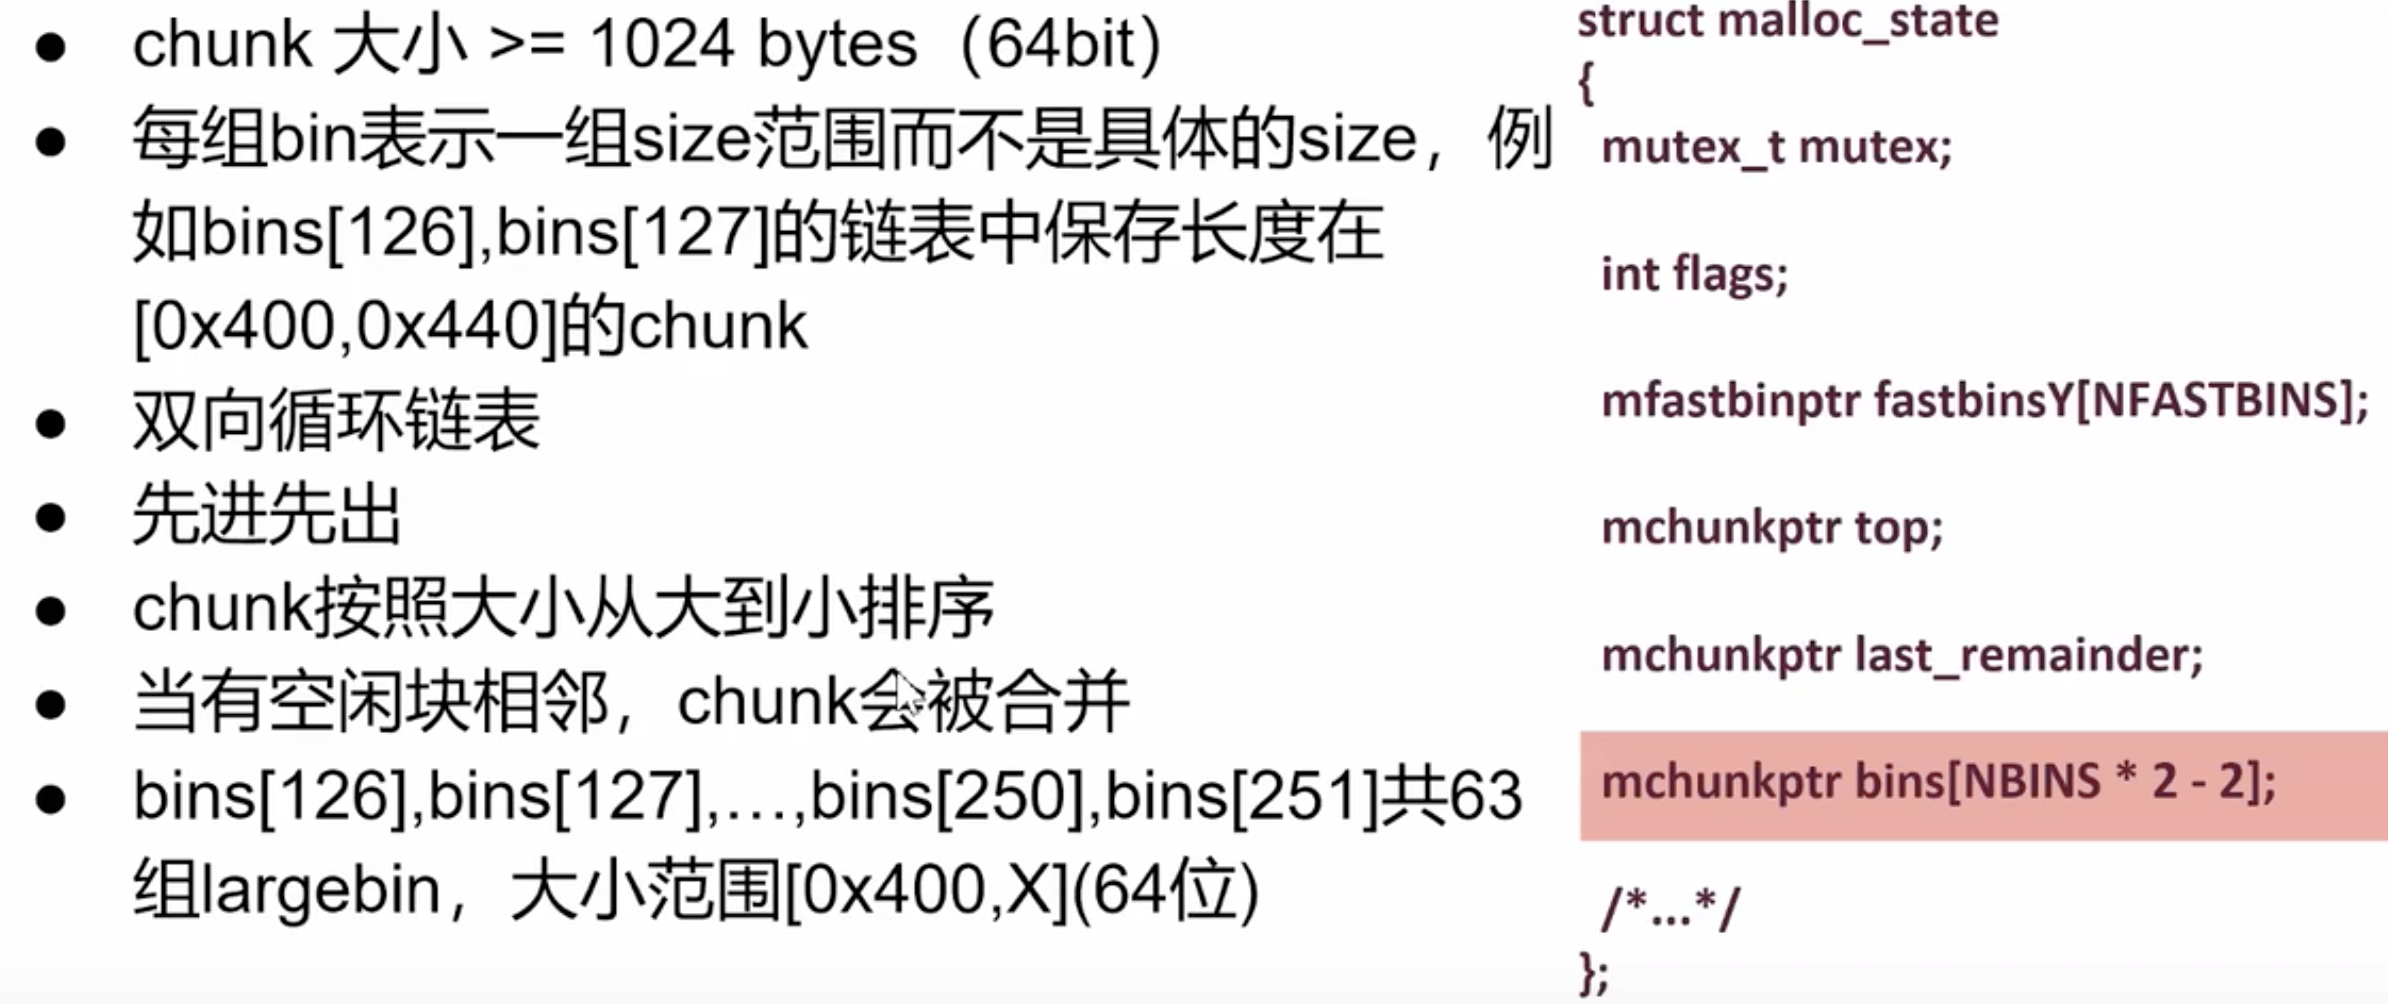 chunk 大小 >= 1024 bytes（64bit）
每组bin表示一组size范围而不是具体的size，例
如bins[126],bins[127]的链表中保存长度在
[0x400,0x440]的chunk
双向循环链表
先进先出
chunk按照大小从大到小排序
当有空闲块相邻，chunk会被合并
bins[126],bins[127],…,bins[250],bins[251]共63
组largebin，大小范围[0x400,X](64位)
struct malloc_state
{
mutex_t mutex;
int flags;
mfastbinptr fastbinsY[NFASTBINS];
mchunkptr top;
mchunkptr last_remainder;
mchunkptr bins[NBINS * 2 - 2];
/*...*/
};